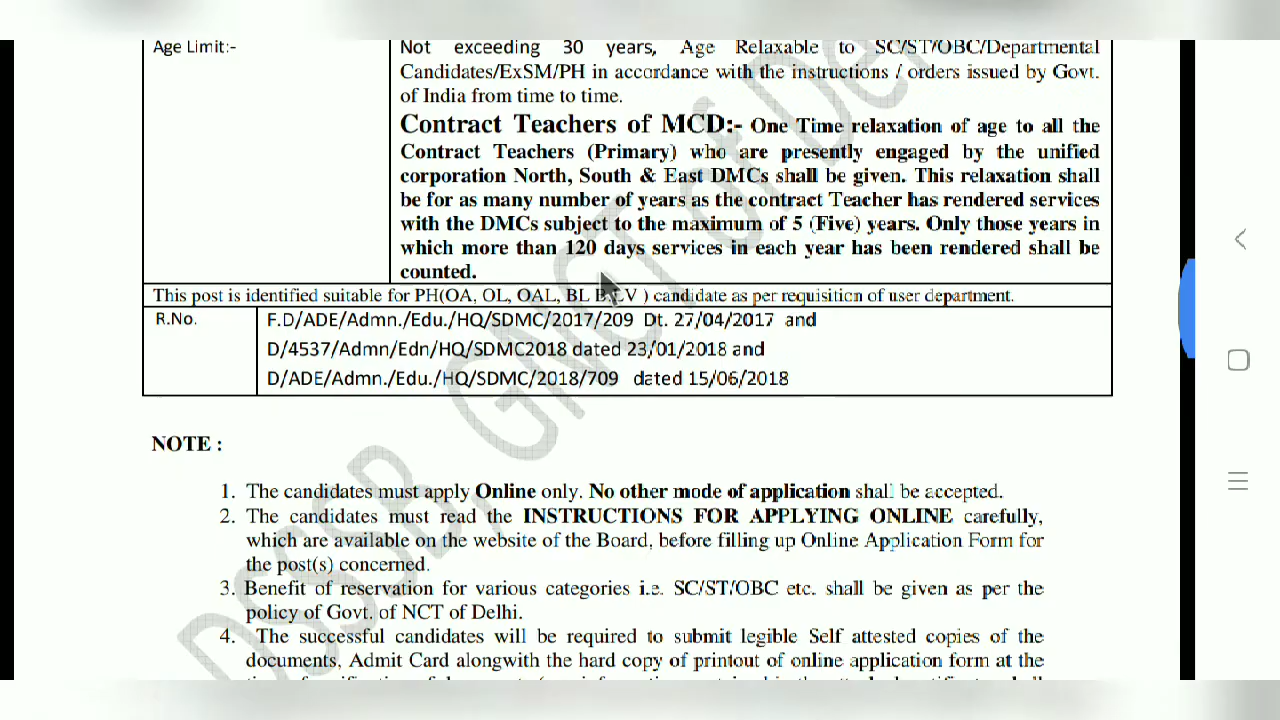 Age Limit:-
Not exceeding 30 years, Age Relaxable to SC/ST/OBC/Departmental
Candidates/ExSM/PH in accordance with the instructions / orders issued by Govt.
of India from time to time.
Contract Teachers of MCD:- One Time relaxation of age to all the
Contract Teachers (Primary) who are presently engaged by the unified
corporation North, South & East DMCs shall be given. This relaxation shall
be for as many number of years as the contract Teacher has rendered services
with the DMCs subject to the maximum of 5 (Five) years. Only those years in
which more than 120 days services in each year has been rendered shall be
counted.
This post is identified suitable for PH(OA, OL, OAL, BL ) candidate as per requisition of user department.
R.No.
F.D/ADE/Admn./Edu./HQ/SDMC/2017/209 Dt. 27/04/2017 and
D/4537/Admn/Edn/HQ/SDMC2018 dated 23/01/2018 and
D/ADE/Admn./Edu./HQ/SDMC/2018/709 dated 15/06/2018
NOTE :
1. The candidates must apply Online only. No other mode of application shall be accepted.
2. The candidates must read the INSTRUCTIONS FOR APPLYING ONLINE carefully,
which are available on the website of the Board, before filling up Online Application Form for
the post(s) concerned.
3. Benefit of reservation for various categories i.e. SC/ST/OBC etc. shall be given as per the
policy of Govt. of NCT of Delhi.
4. The successful candidates will be required to submit legible Self attested copies of the
documents, Admit Card alongwith the hard copy of printout of online application form at the
DSSSB, GNCT of Del